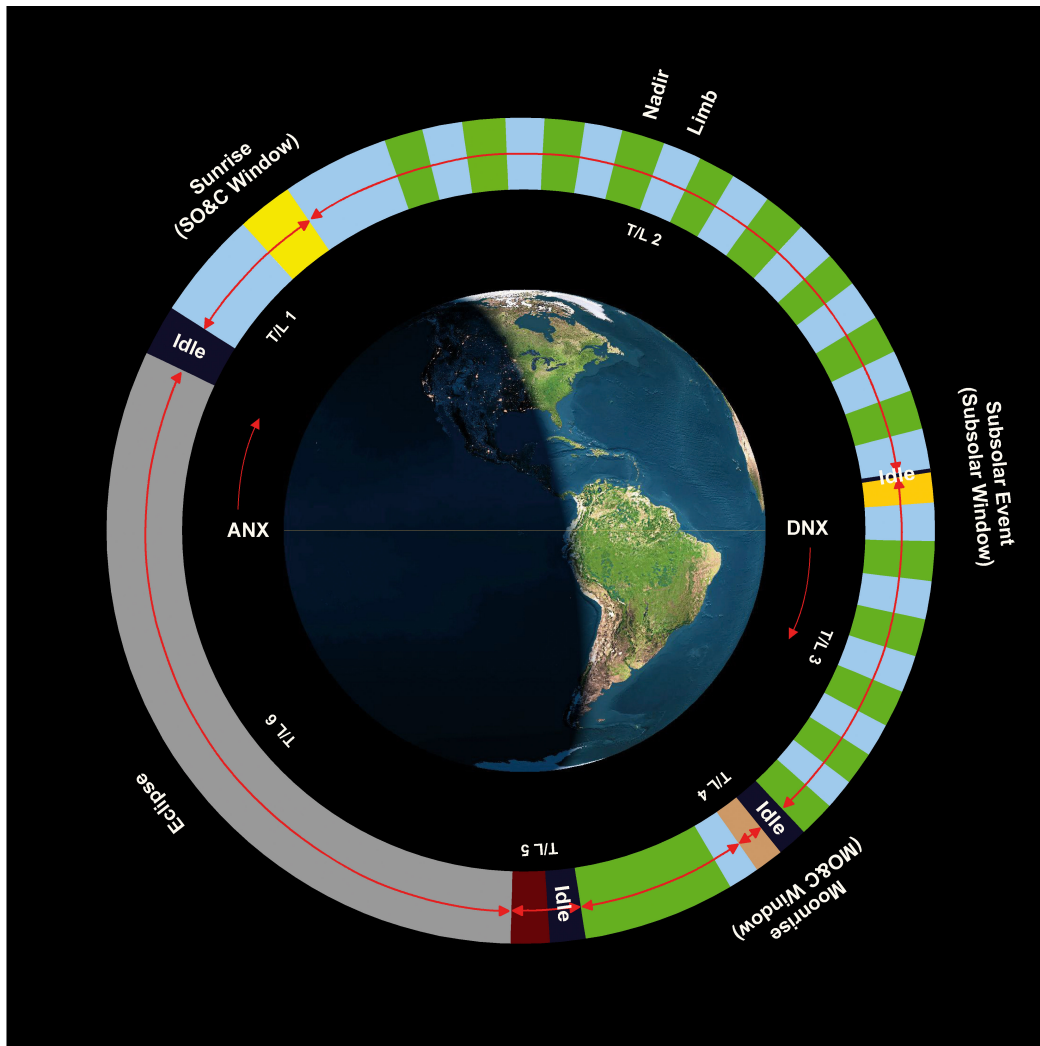 Nadir
Limb
Sunrise
(SO&C Window)
T/L 2
T/L 1
Idle
Subsolar Event
(Subsolar Window)
Idle
ANX
DNX
T/L 3
T/L 6
T/L 4
Idle
Eclipse
T/L 5
Idle
Moonrise
(MO&C Window)